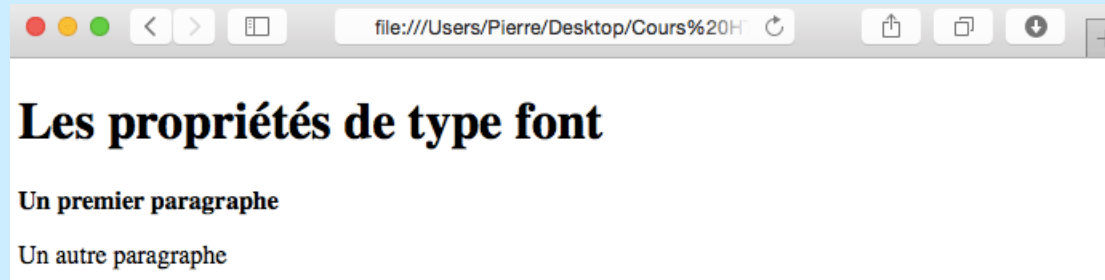 file:///Users/Pierre/Desktop/Cours%20H
Les propriétés de type font
Un premier paragraphe
Un autre paragraphe